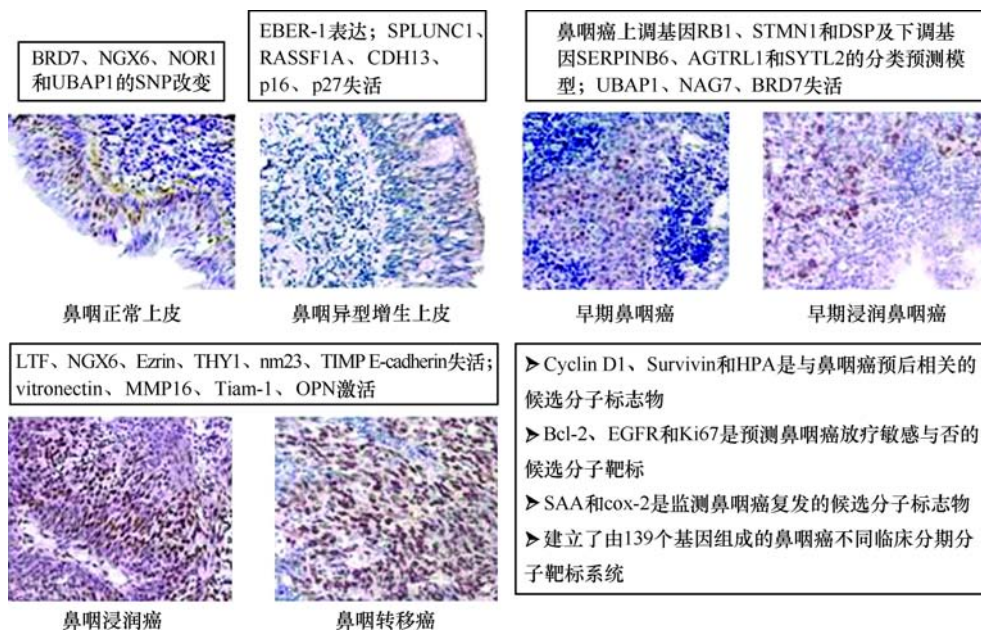 BRD7、NGX6、NOR1
和UBAP1的SNP改变
EBER-1表达；SPLUNC1、
RASSF1A、CDH13、
p16、p27失活
鼻咽癌上调基因RB1、STMN1和DSP及下调基
因SERPINB6、AGTRL1和SYTL2的分类预测模
型；UBAP1、NAG7、BRD7失活
鼻咽正常上皮
鼻咽异型增生上皮
早期鼻咽癌
早期浸润鼻咽癌
LTF、NGX6、Ezrin、THY1、nm23、TIMP E-cadherin失活；
vitronectin、MMP16、Tiam-1、OPN激活
鼻咽浸润癌
鼻咽转移癌
➤Cyclin D1、Survivin和HPA是与鼻咽癌预后相关的
候选分子标志物
➤Bcl-2、EGFR和Ki67是预测鼻咽癌放疗敏感与否的
候选分子靶标
➤SAA和cox-2是监测鼻咽癌复发的候选分子标志物
➤建立了由139个基因组成的鼻咽癌不同临床分期分
子靶标系统